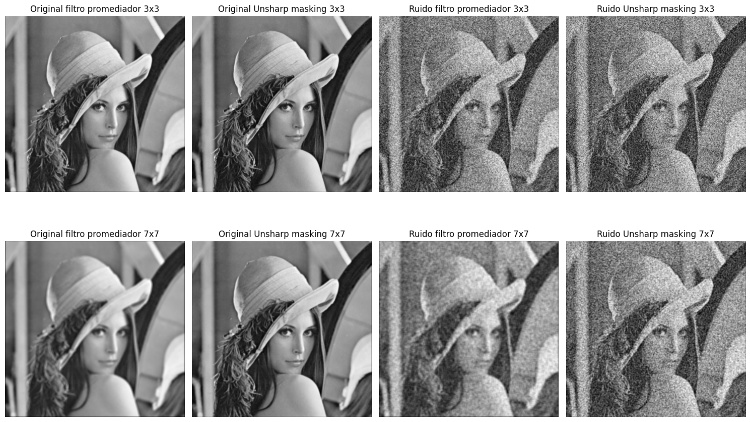 Original filtro promediador 3x3
Original Unsharp masking 3x3
Ruido filtro promediador 3x3
Ruido Unsharp masking 3x3
Original filtro promediador 7x7
Original Unsharp masking 7x7
Ruido filtro promediador 7x7
Ruido Unsharp masking 7x7